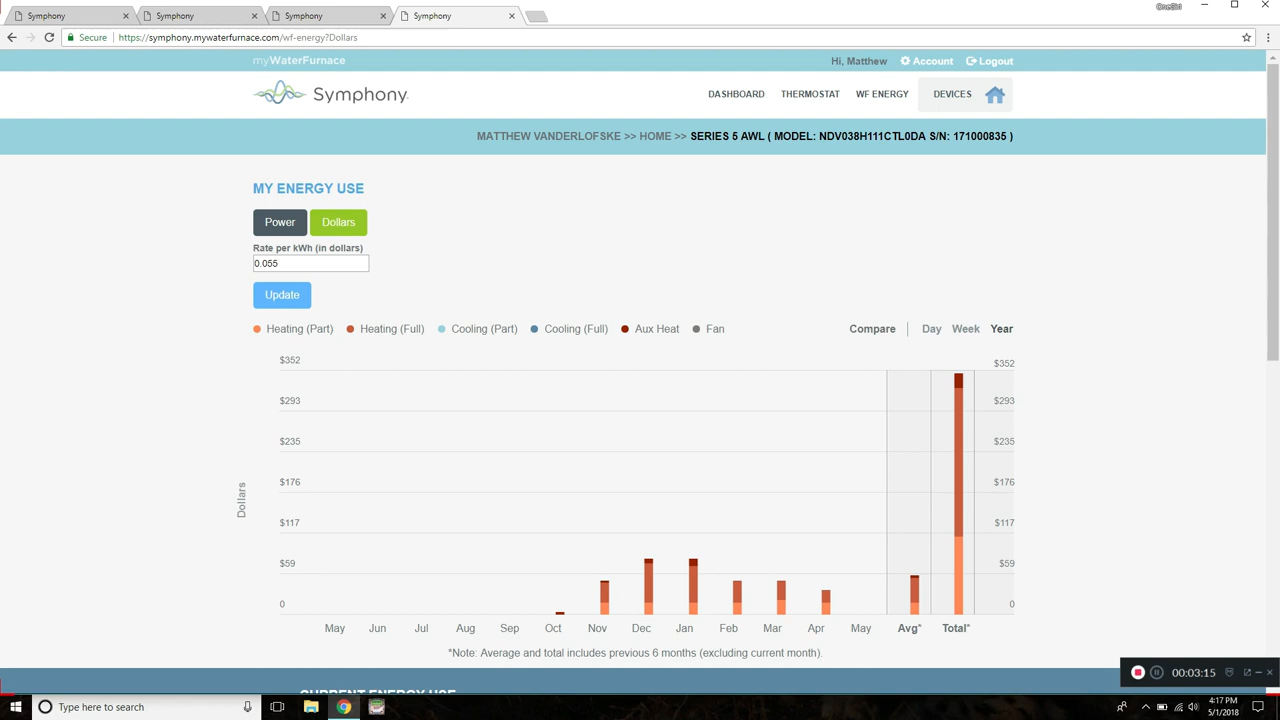 Symphony
Symphony
Symphony
Symphony
OneGirl
Secure
https://symphony.mywaterfurnace.com/wf-energy?Dollars
myWaterFurnace
Hi, Matthew
Account
Logout
Symphony
DASHBOARD
THERMOSTAT
WF ENERGY
DEVICES
MATTHEW VANDERLOFSKE >> HOME >> SERIES 5 AWL ( MODEL: NDV038H111CTL0DA S/N: 171000835 )
MY ENERGY USE
Power
Dollars
Rate per kWh (in dollars)
0.055
Update
Heating (Part)
Heating (Full)
Cooling (Part)
Cooling (Full)
Aux Heat
Fan
Compare
Day
Week
Year
$352
$293
$235
$176
$117
$59
0
Dollars
$352
$293
$235
$176
$117
$59
0
May
Jun
Jul
Aug
Sep
Oct
Nov
Dec
Jan
Feb
Mar
Apr
May
Avg*
Total*
*Note: Average and total includes previous 6 months (excluding current month).
CURRENT ENERGY USE
00:03:15
Type here to search
4:17 PM
5/1/2018